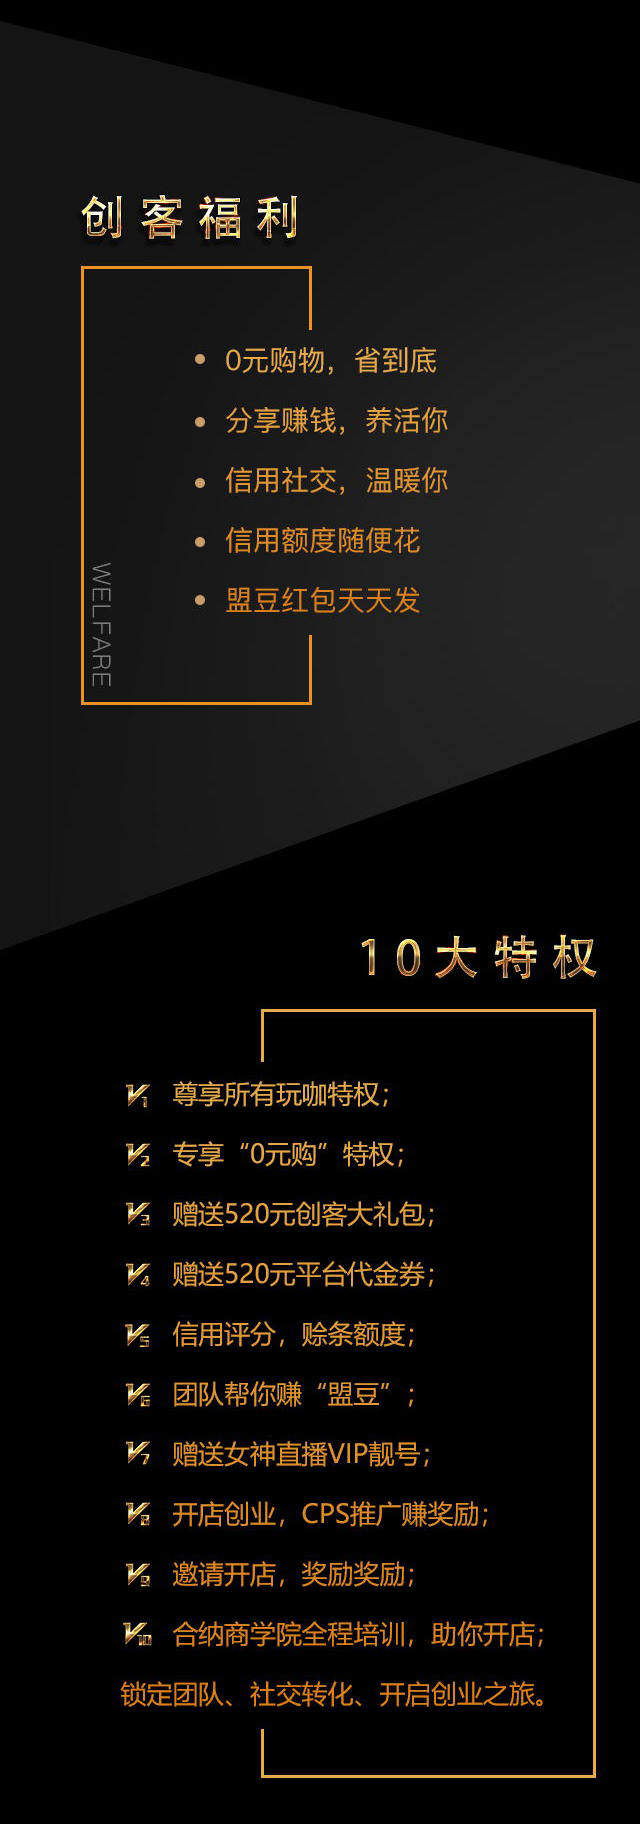 创客福利
0元购物，省到底
分享赚钱，养活你
信用社交，温暖你
信用额度随便花
盟豆红包天天发
WELFARE
10大特权
V1 尊享所有玩咖特权；
V2 专享“0元购”特权；
V3 赠送520元创客大礼包；
V4 赠送520元平台代金券；
V5 信用评分，赊条额度；
V6 团队帮你赚“盟豆”；
V7 赠送女神直播VIP靓号；
V8 开店创业，CPS推广赚奖励；
V9 邀请开店，奖励奖励；
V10 合纳商学院全程培训，助你开店；
锁定团队、社交转化、开启创业之旅。